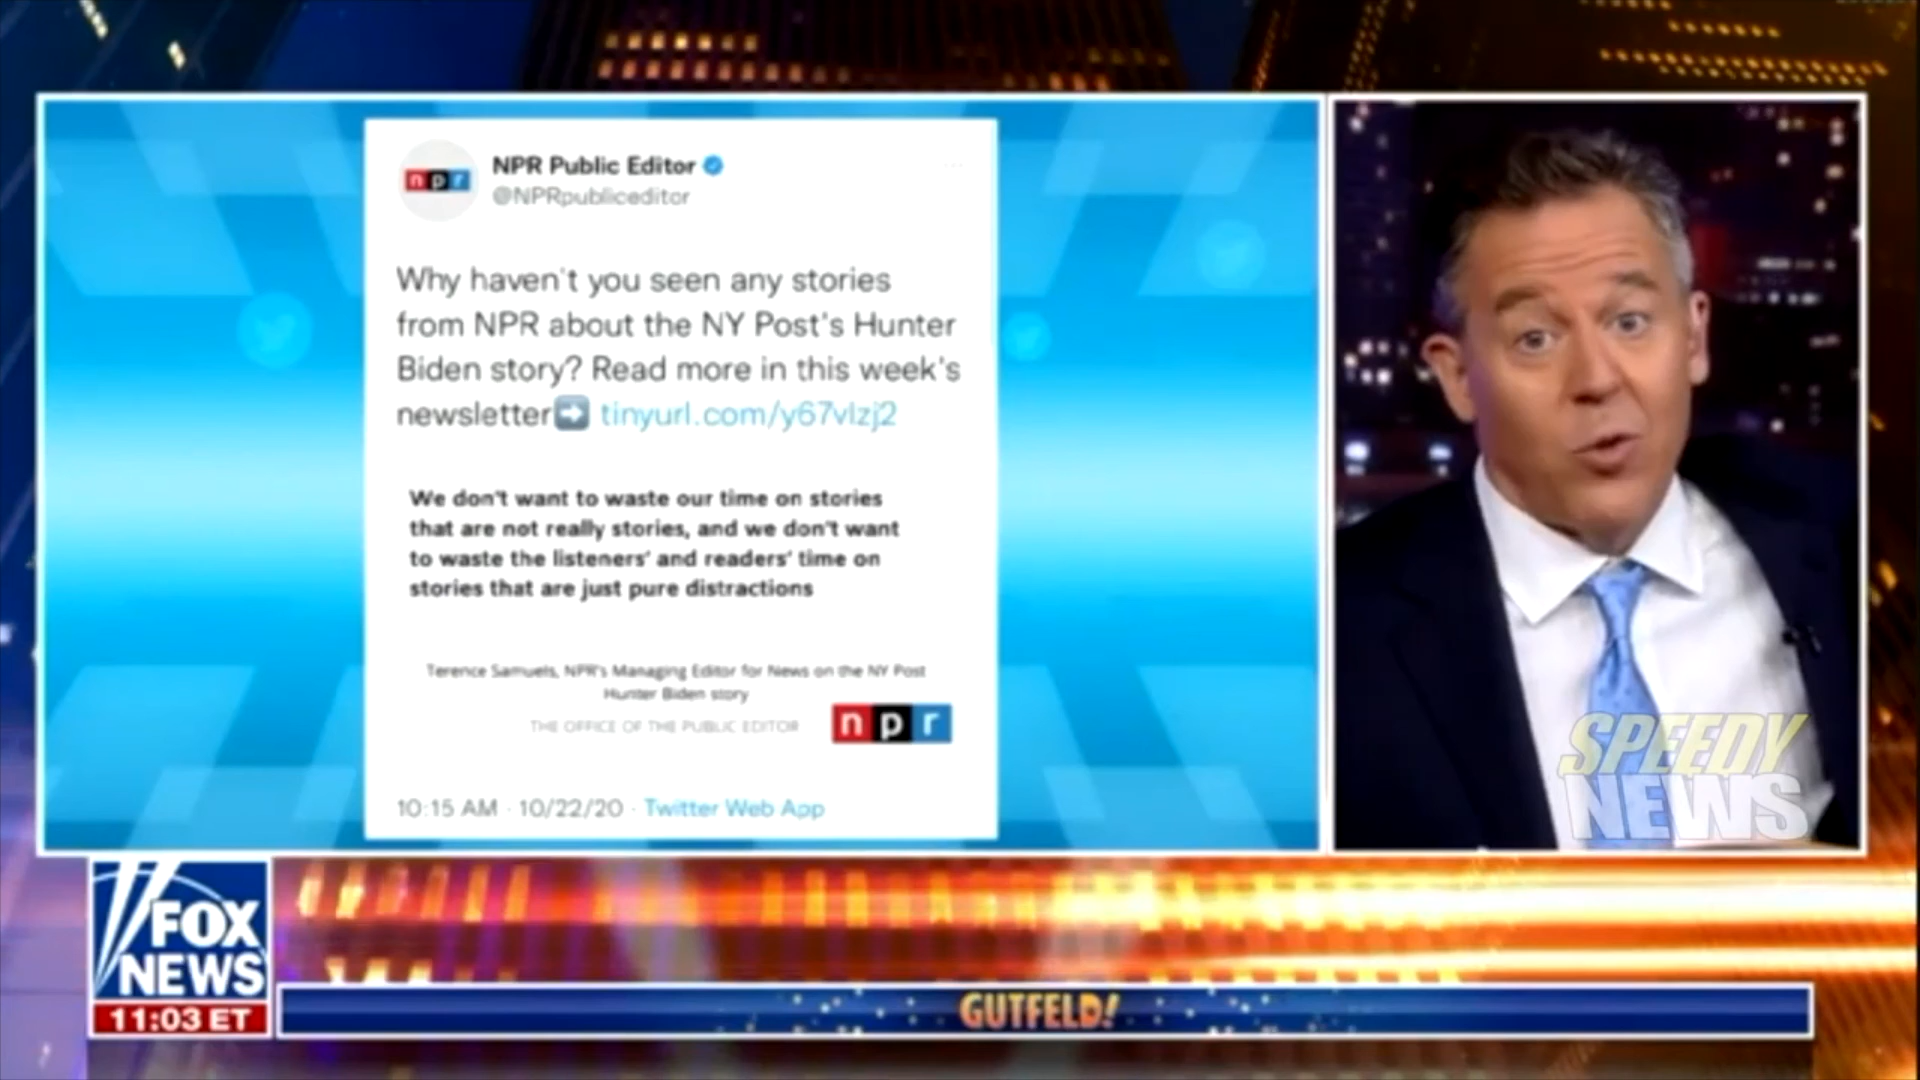 npr
NPR Public Editor
@NPRpubliceditor
Why haven't you seen any stories
from NPR about the NY Post's Hunter
Biden story? Read more in this week's
newsletter➡️ tinyurl.com/y67vlzj2
We don't want to waste our time on stories
that are not really stories, and we don't want
to waste the listeners' and readers' time on
stories that are just pure distractions
Terence Samuels, NPR's Managing Editor for News on the NY Post
Hunter Biden story
THE OFFICE OF THE PUBLIC EDITOR
npr
10:15 AM · 10/22/20 · Twitter Web App
SPEEDY
NEWS
FOX
NEWS
11:03 ET
GUTFELD!